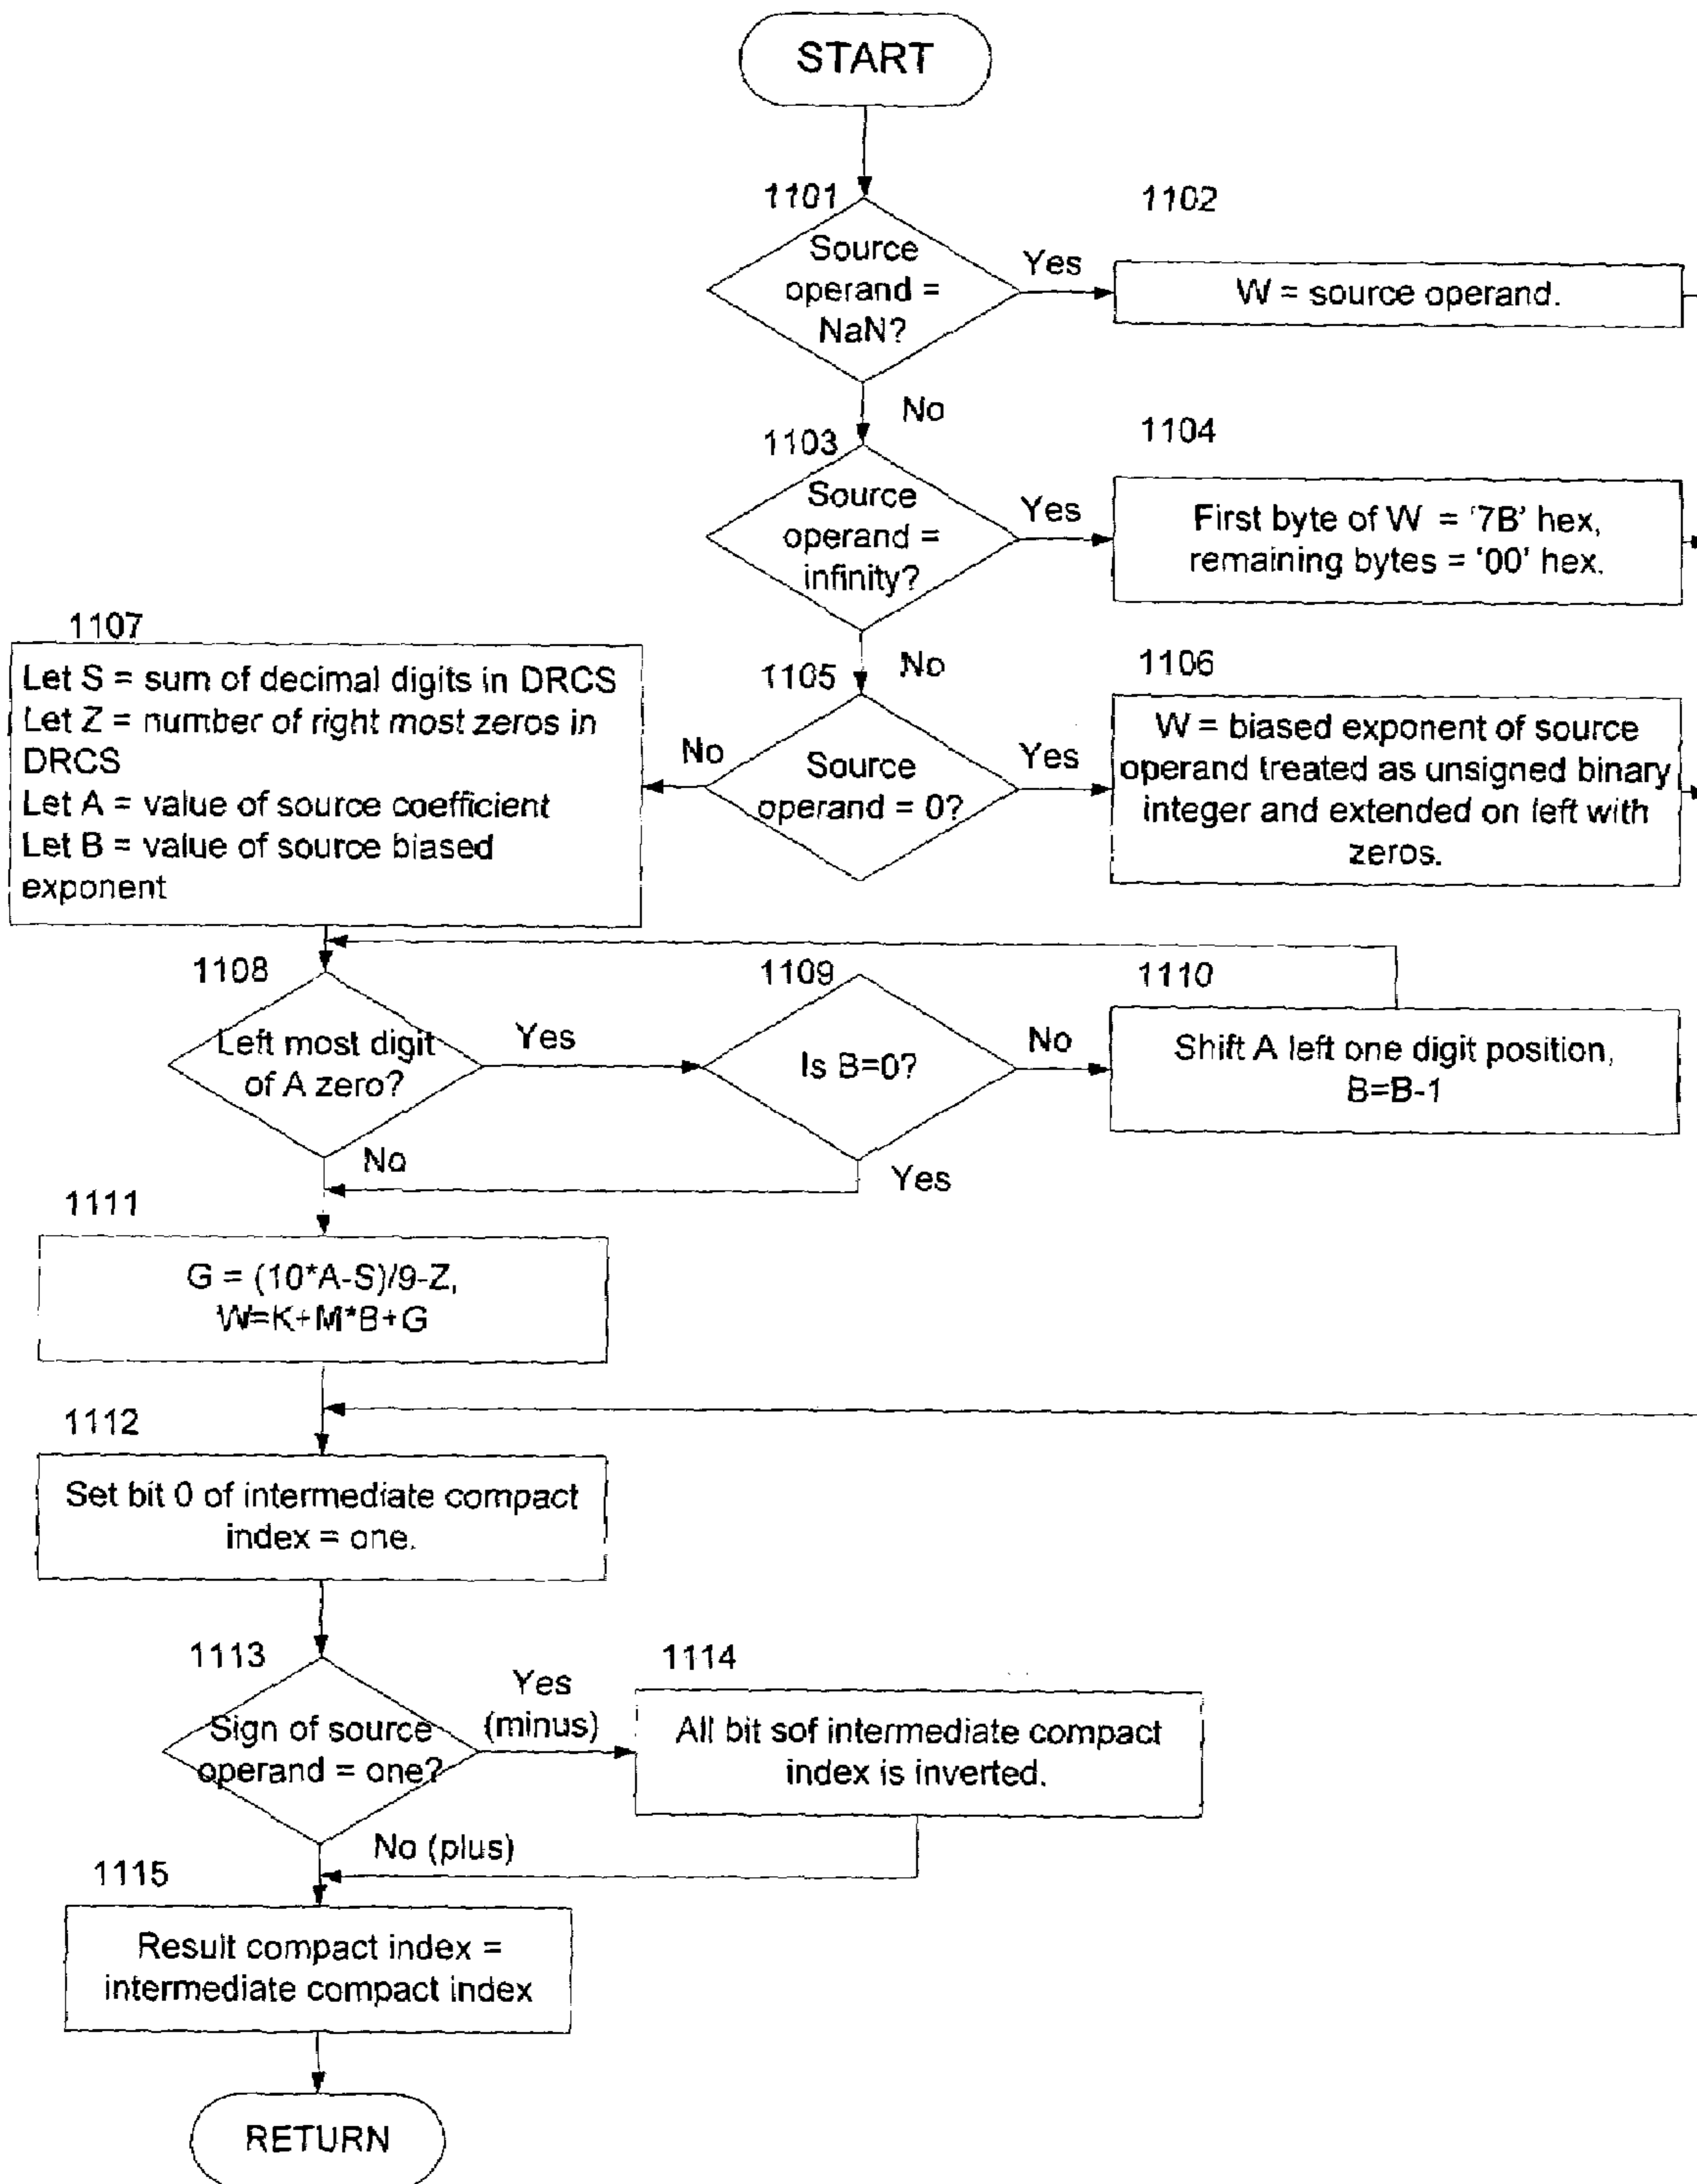 START
1101
Source
operand =
NaN?
Yes
1102
W = source operand.
No
1103
Source
operand =
infinity?
Yes
1104
First byte of W = '7B' hex,
remaining bytes = '00' hex.
No
1105
Source
operand = 0?
Yes
1106
W = biased exponent of source
operand treated as unsigned binary
integer and extended on left with
zeros.
No
1107
Let S = sum of decimal digits in DRCS
Let Z = number of right most zeros in
DRCS
Let A = value of source coefficient
Let B = value of source biased
exponent
1108
Left most digit
of A zero?
Yes
1109
Is B=0?
No
1110
Shift A left one digit position,
B=B-1
No
Yes
1111
G = (10*A-S)/9-Z,
W=K+M*B+G
1112
Set bit 0 of intermediate compact
index = one.
1113
Sign of source
operand = one?
Yes
(minus)
1114
All bit sof intermediate compact
index is inverted.
No (plus)
1115
Result compact index =
intermediate compact index
RETURN